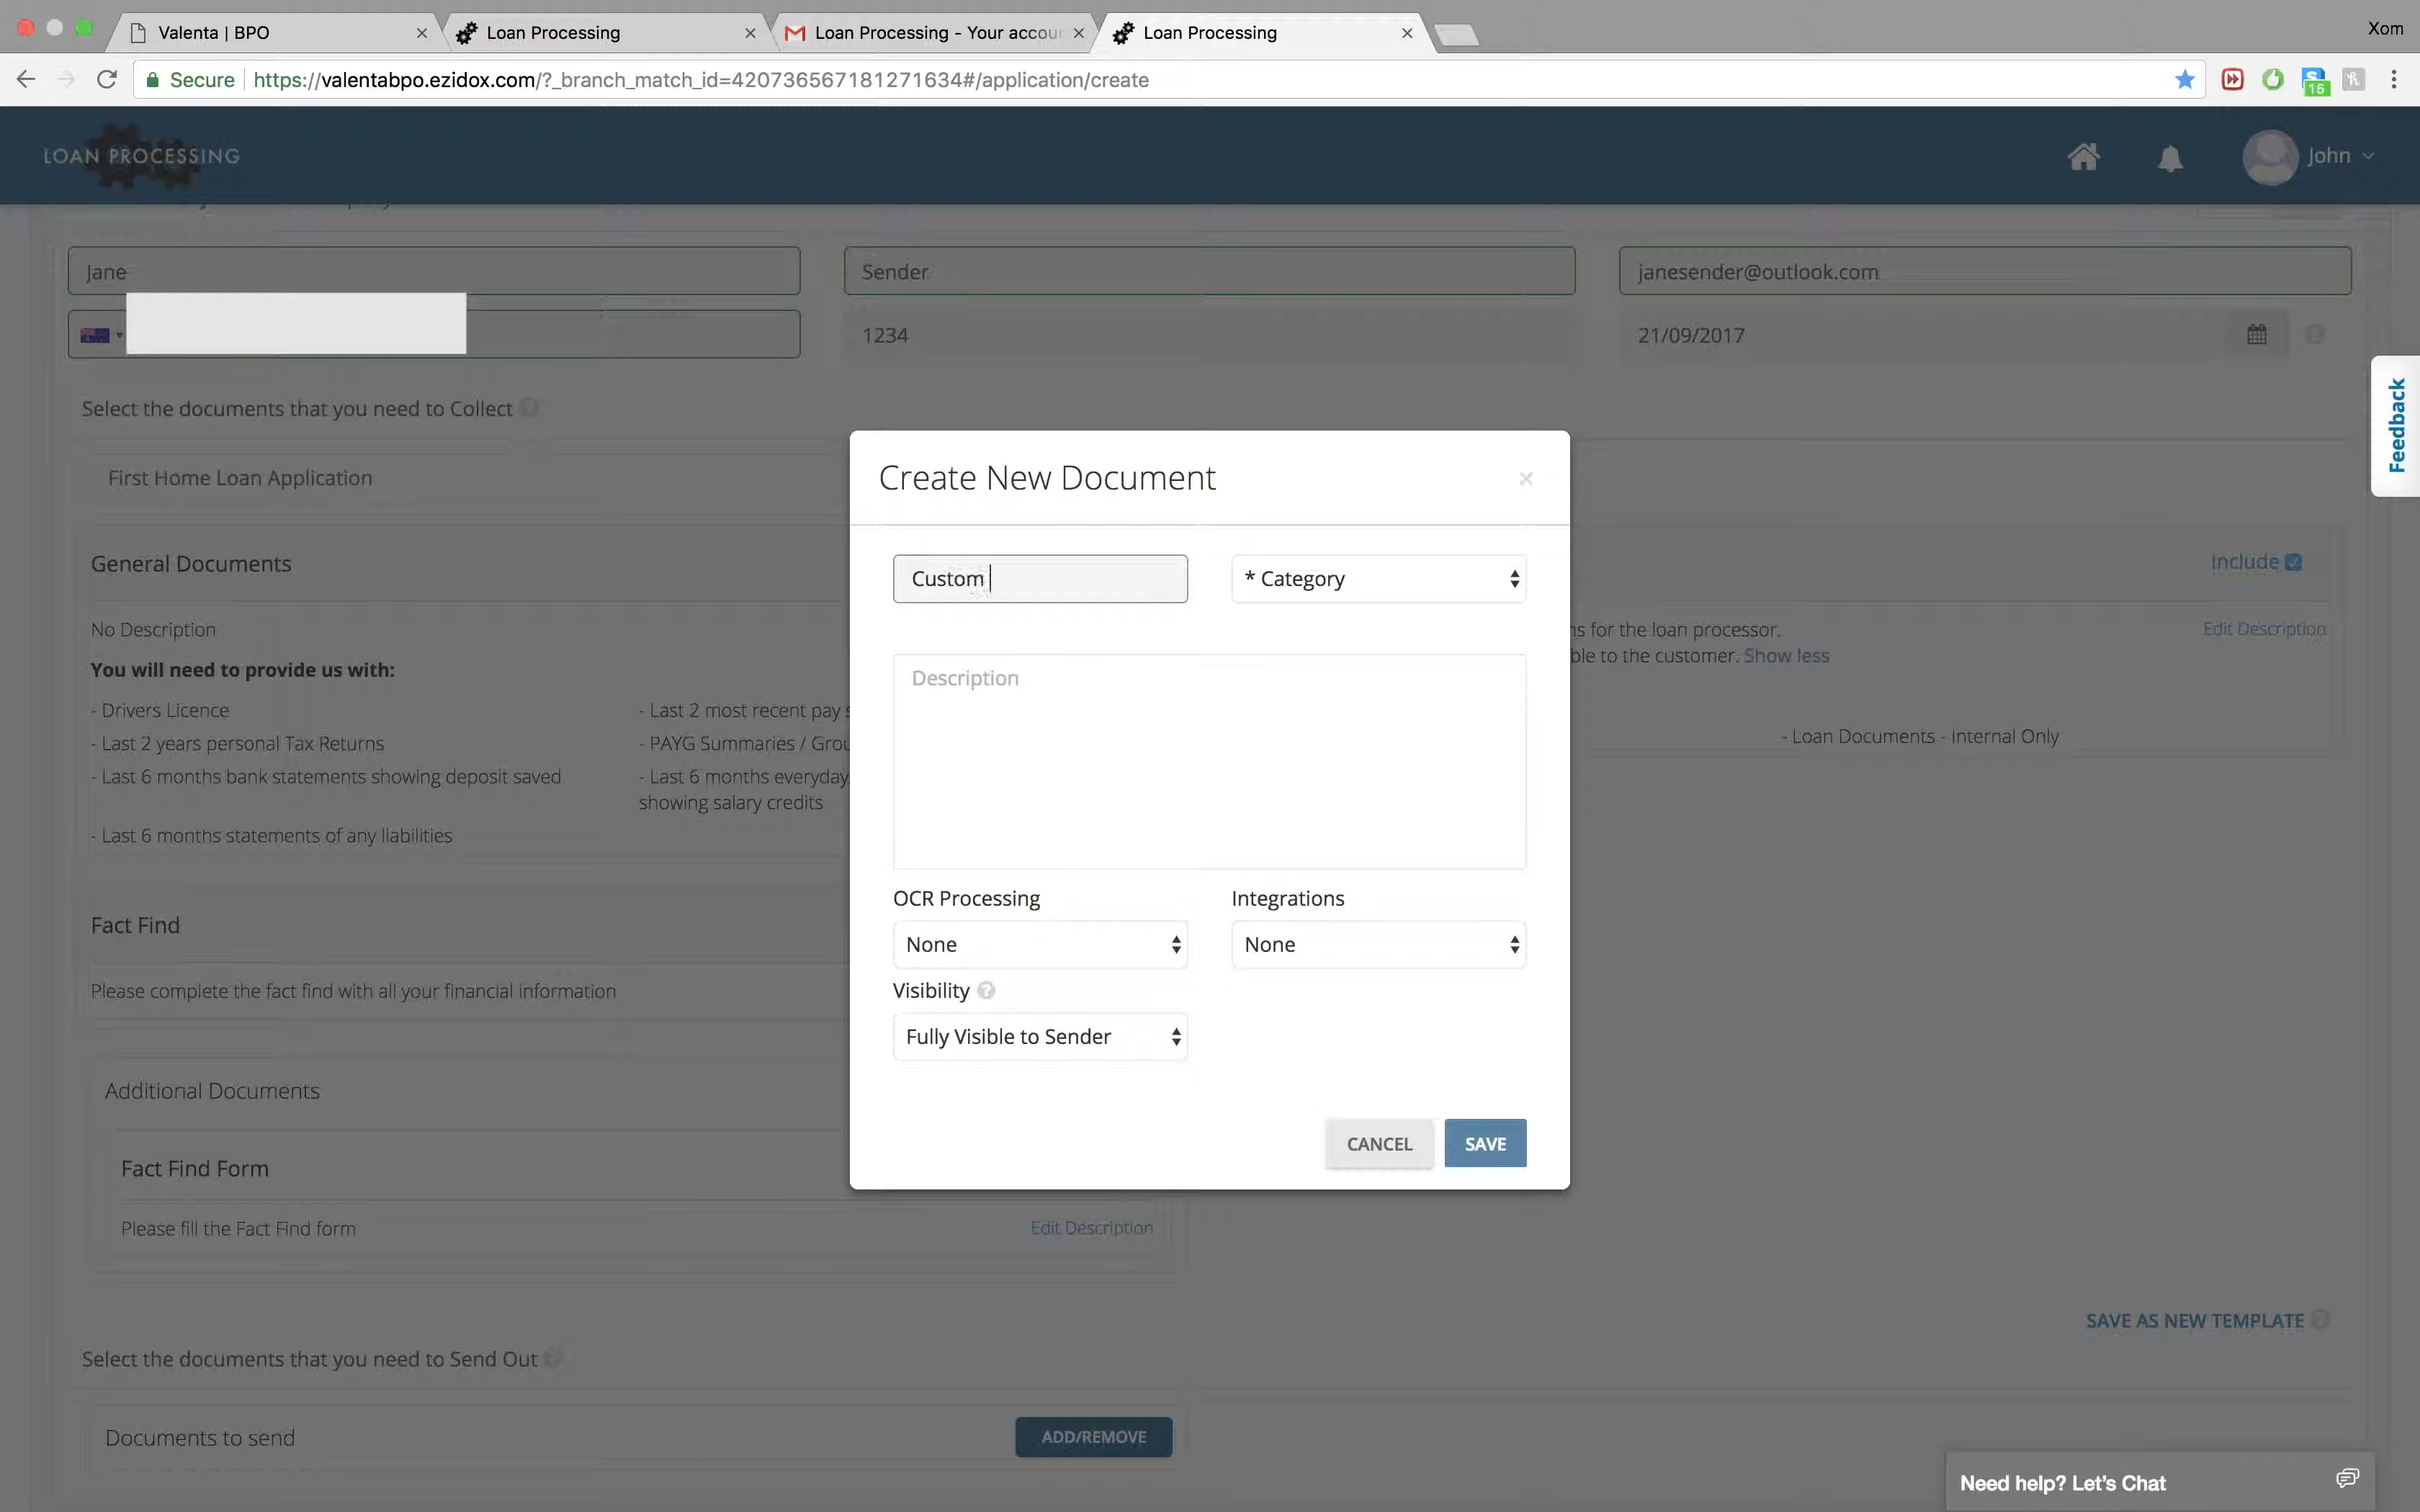 Valenta | BPO
Loan Processing
Loan Processing - Your accou
Loan Processing
Xom
Secure
https://valentabpo.ezidox.com/?_branch_match_id=420736567181271634#/application/create
15
LOAN PROCESSING
John
Jane
Sender
janesender@outlook.com
1234
21/09/2017
Feedback
Select the documents that you need to Collect
First Home Loan Application
General Documents
Include
No Description
You will need to provide us with:
- Drivers Licence
- Last 2 most recent pay s
- Last 2 years personal Tax Returns
- PAYG Summaries / Grou
- Last 6 months bank statements showing deposit saved
- Last 6 months everyday
showing salary credits
- Last 6 months statements of any liabilities
ns for the loan processor.
ble to the customer. Show less
Edit Description
- Loan Documents - Internal Only
Fact Find
Please complete the fact find with all your financial information
Additional Documents
Fact Find Form
Please fill the Fact Find form
Edit Description
SAVE AS NEW TEMPLATE
Select the documents that you need to Send Out
Documents to send
ADD/REMOVE
Create New Document
Custom
* Category
Description
OCR Processing
Integrations
None
None
Visibility
Fully Visible to Sender
CANCEL
SAVE
Need help? Let's Chat